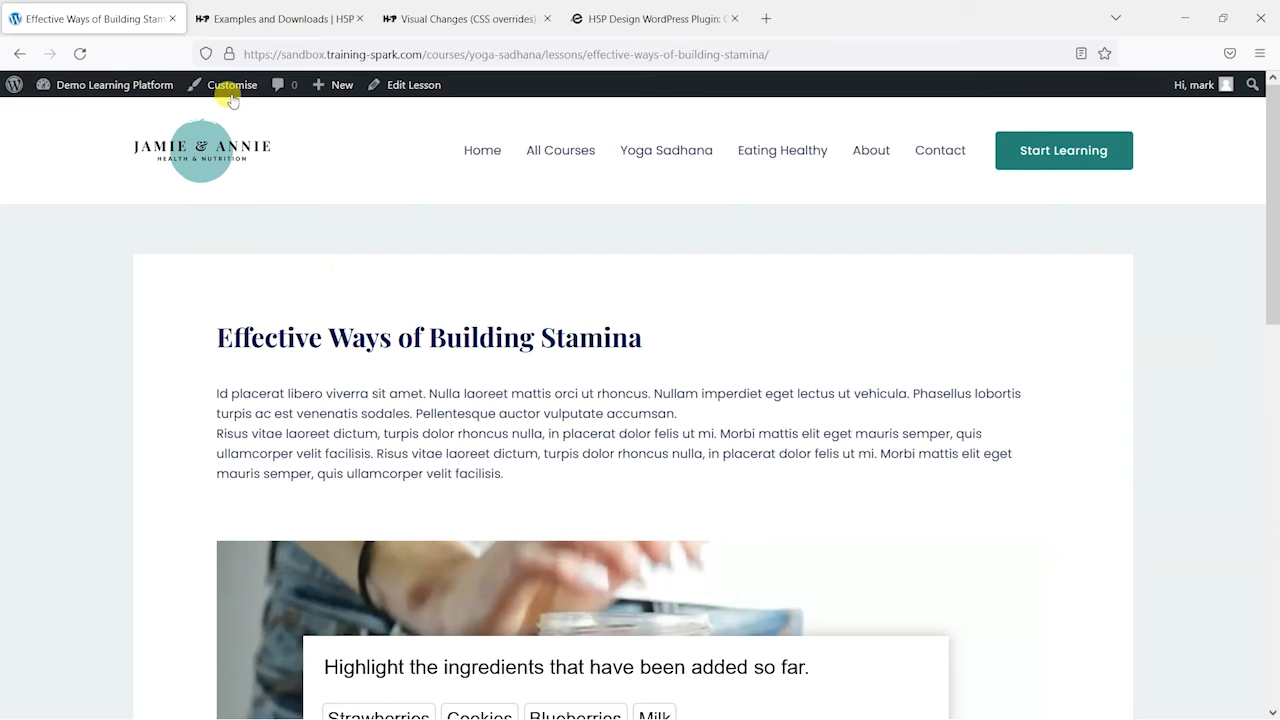 Effective Ways of Building Stam
H5P Examples and Downloads | H5P
H5P Visual Changes (CSS overrides)
H5P Design WordPress Plugin: C
https://sandbox.training-spark.com/courses/yoga-sadhana/lessons/effective-ways-of-building-stamina/
Demo Learning Platform Customise 0 New Edit Lesson Hi, mark
JAMIE & ANNIE
HEALTH & NUTRITION
Home All Courses Yoga Sadhana Eating Healthy About Contact Start Learning
Effective Ways of Building Stamina
Id placerat libero viverra sit amet. Nulla laoreet mattis orci ut rhoncus. Nullam imperdiet eget lectus ut vehicula. Phasellus lobortis
turpis ac est venenatis sodales. Pellentesque auctor vulputate accumsan.
Risus vitae laoreet dictum, turpis dolor rhoncus nulla, in placerat dolor felis ut mi. Morbi mattis elit eget mauris semper, quis
ullamcorper velit facilisis. Risus vitae laoreet dictum, turpis dolor rhoncus nulla, in placerat dolor felis ut mi. Morbi mattis elit eget
mauris semper, quis ullamcorper velit facilisis.
Highlight the ingredients that have been added so far.
Strawberries Cookies Blueberries Milk